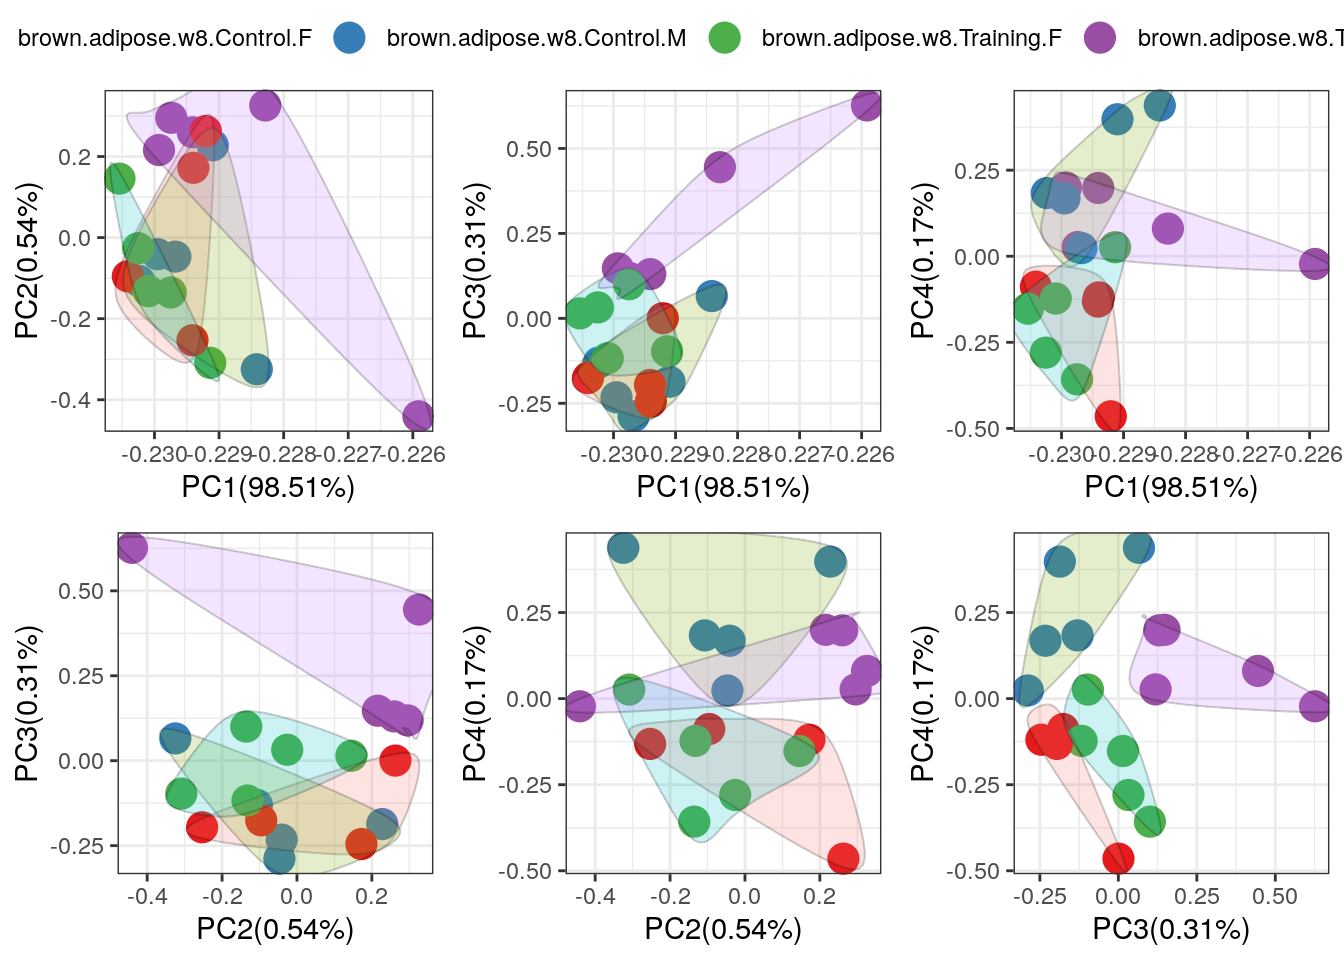 brown.adipose.w8.Control.F brown.adipose.w8.Control.M brown.adipose.w8.Training.F brown.adipose.w8.T
PC2(0.54%)
0.2
0.0
-0.2
-0.4
-0.230 -0.229 -0.228 -0.227 -0.226
PC1(98.51%)
PC3(0.31%)
0.50
0.25
0.00
-0.25
-0.230 -0.229 -0.228 -0.227 -0.226
PC1(98.51%)
PC4(0.17%)
0.25
0.00
-0.25
-0.50
-0.230 -0.229 -0.228 -0.227 -0.226
PC1(98.51%)
PC3(0.31%)
0.50
0.25
0.00
-0.25
-0.4 -0.2 0.0 0.2
PC2(0.54%)
PC4(0.17%)
0.25
0.00
-0.25
-0.50
-0.4 -0.2 0.0 0.2
PC2(0.54%)
PC4(0.17%)
0.25
0.00
-0.25
-0.50
-0.25 0.00 0.25 0.50
PC3(0.31%)